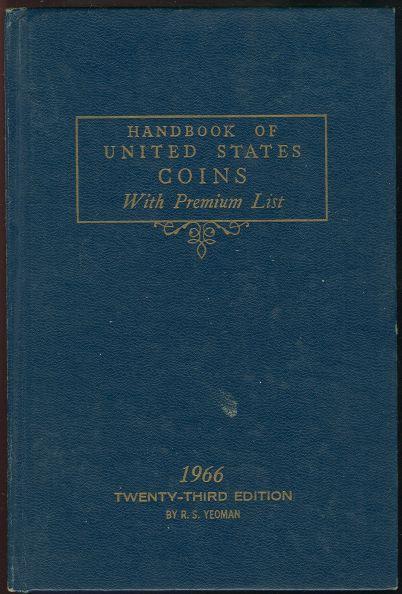 HANDBOOK OF
UNITED STATES
COINS
With Premium List
1966
TWENTY-THIRD EDITION
BY R. S. YEOMAN